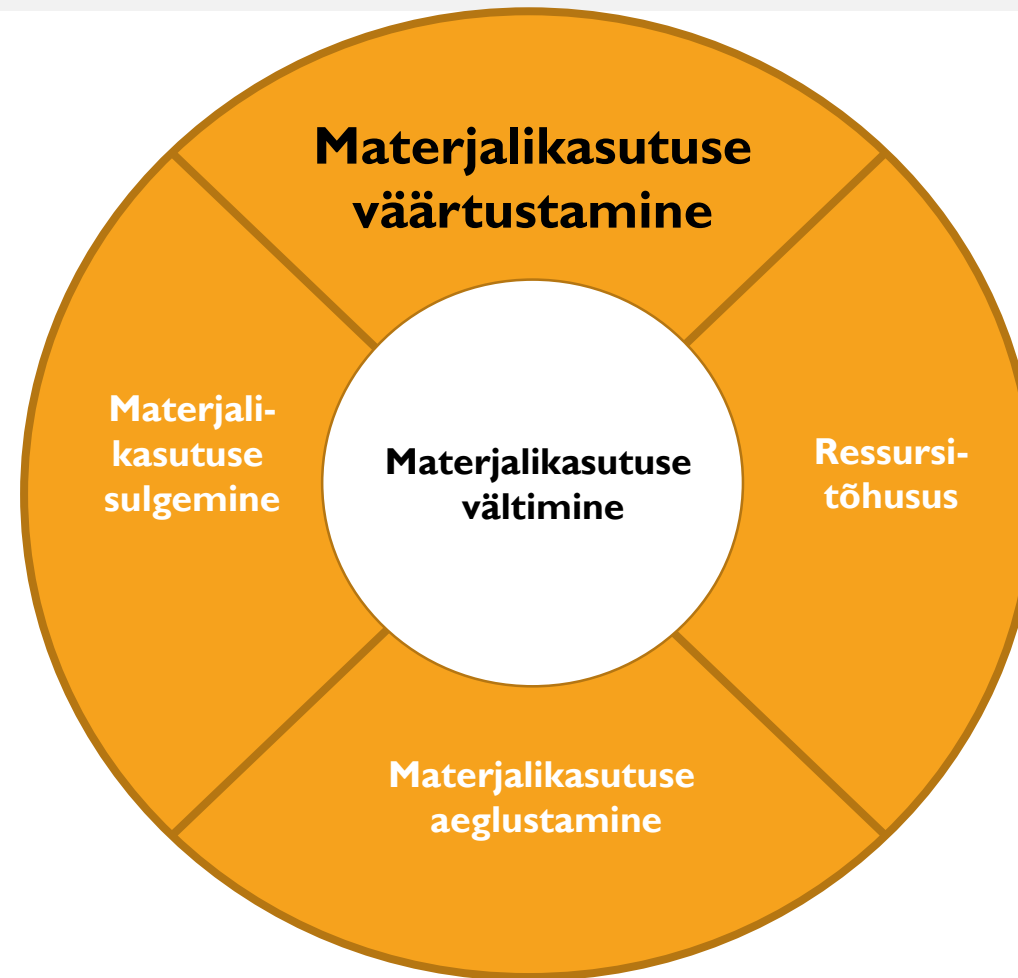 Materjalikasutuse
väärtustamine
Materjali-
kasutuse
sulgemine
Materjalikasutuse
vältimine
Ressursi-
tõhusus
Materjalikasutuse
aeglustamine